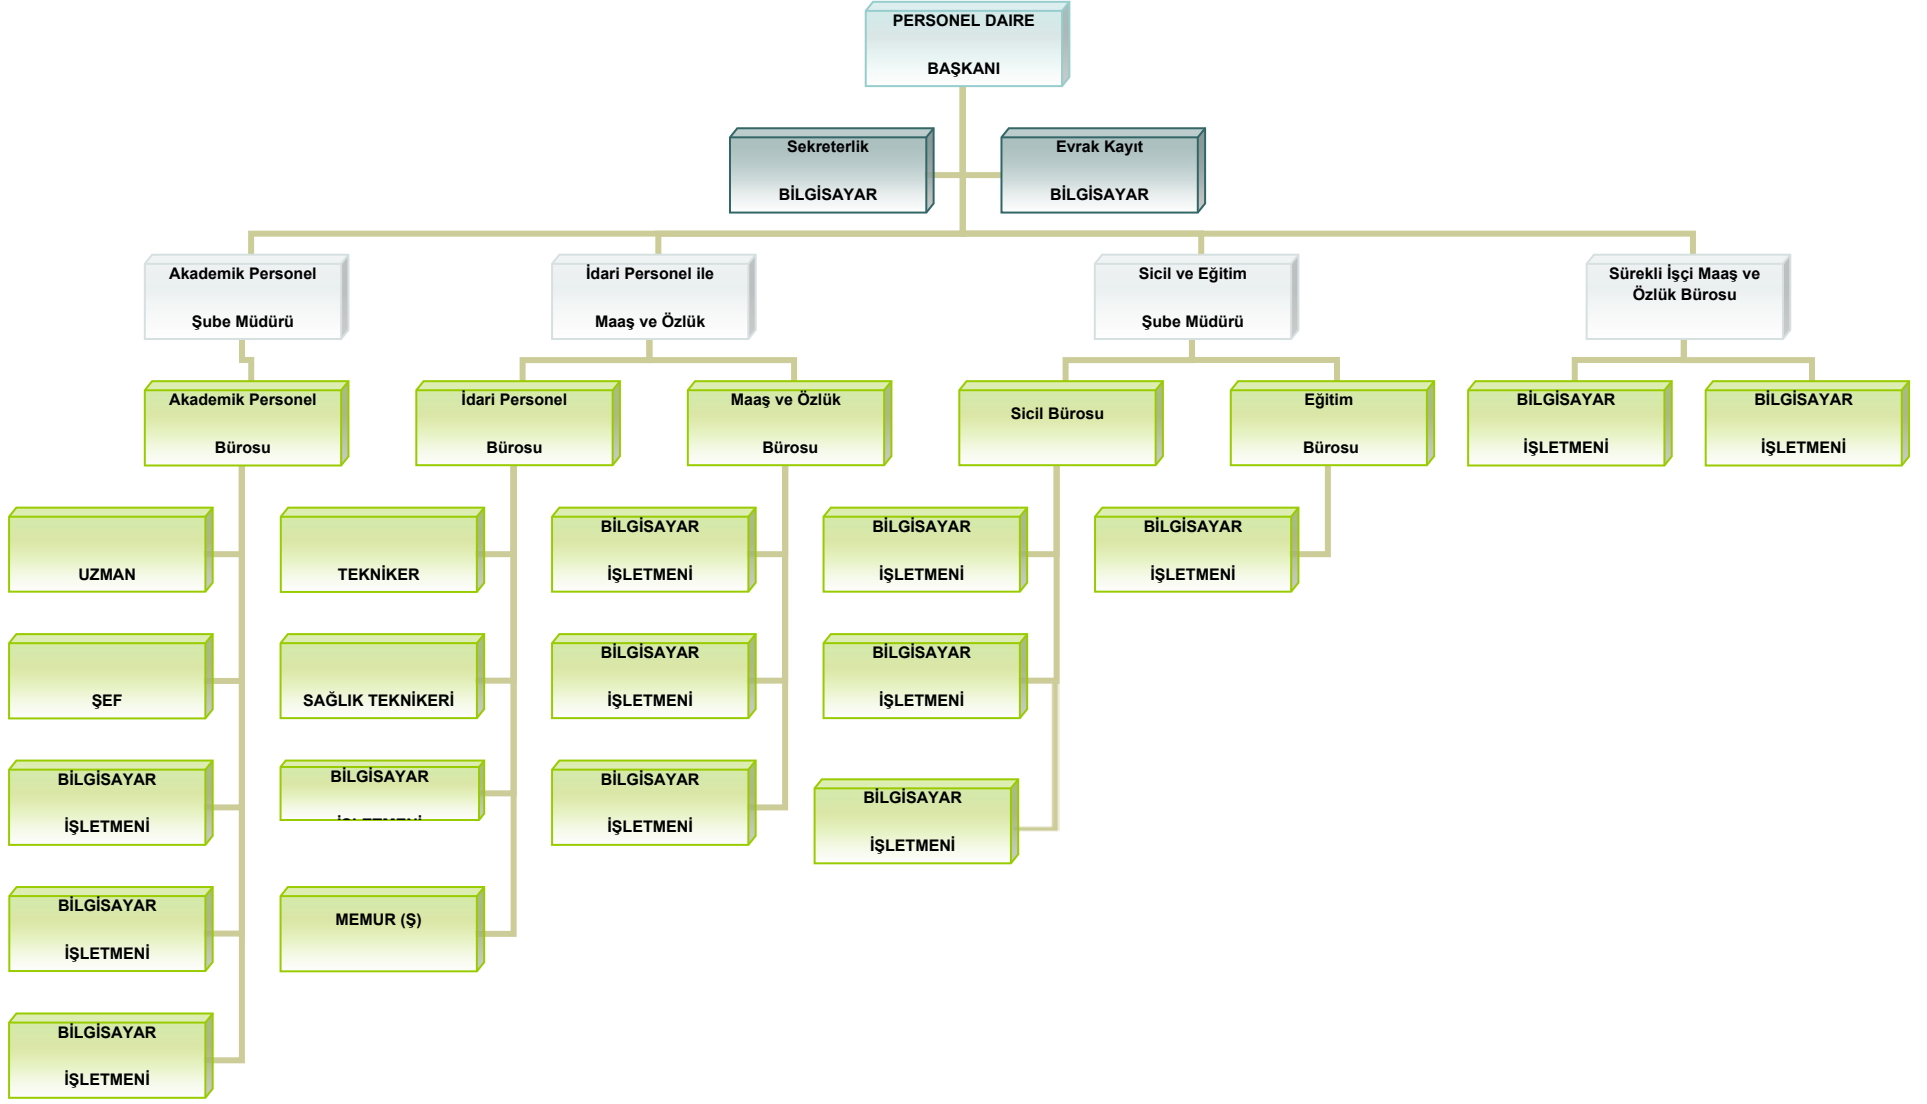 PERSONEL DAIRE
BAŞKANI
Sekreterlik
BİLGİSAYAR
Evrak Kayıt
BİLGİSAYAR
Akademik Personel
Şube Müdürü
İdari Personel ile
Maaş ve Özlük
Sicil ve Eğitim
Şube Müdürü
Sürekli İşçi Maaş ve
Özlük Bürosu
Akademik Personel
Bürosu
İdari Personel
Bürosu
Maaş ve Özlük
Bürosu
Sicil Bürosu
Eğitim
Bürosu
BİLGİSAYAR
İŞLETMENİ
BİLGİSAYAR
İŞLETMENİ
UZMAN
TEKNİKER
BİLGİSAYAR
İŞLETMENİ
BİLGİSAYAR
İŞLETMENİ
BİLGİSAYAR
İŞLETMENİ
ŞEF
SAĞLIK TEKNİKERİ
BİLGİSAYAR
İŞLETMENİ
BİLGİSAYAR
İŞLETMENİ
BİLGİSAYAR
İŞLETMENİ
BİLGİSAYAR
BİLGİSAYAR
İŞLETMENİ
BİLGİSAYAR
İŞLETMENİ
BİLGİSAYAR
İŞLETMENİ
MEMUR (Ş)
BİLGİSAYAR
İŞLETMENİ